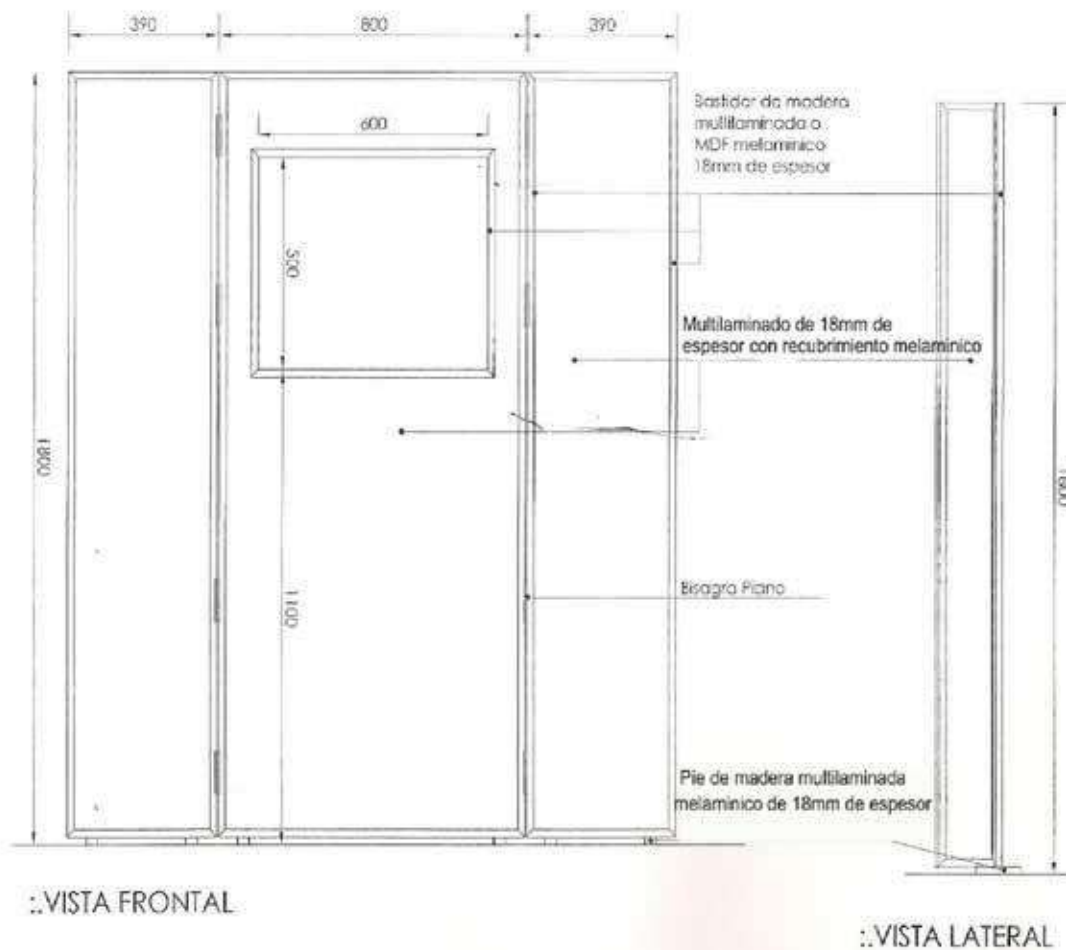 390
800
390
Bastidor de madera
multilaminada o
MDF melaminico
18mm de espesor
600
500
Multilaminado de 18mm de
espesor con recubrimiento melaminico
1800
1800
1100
Bisagra Piano
Pie de madera multilaminada
melaminico de 18mm de espesor
:.VISTA FRONTAL
:.VISTA LATERAL